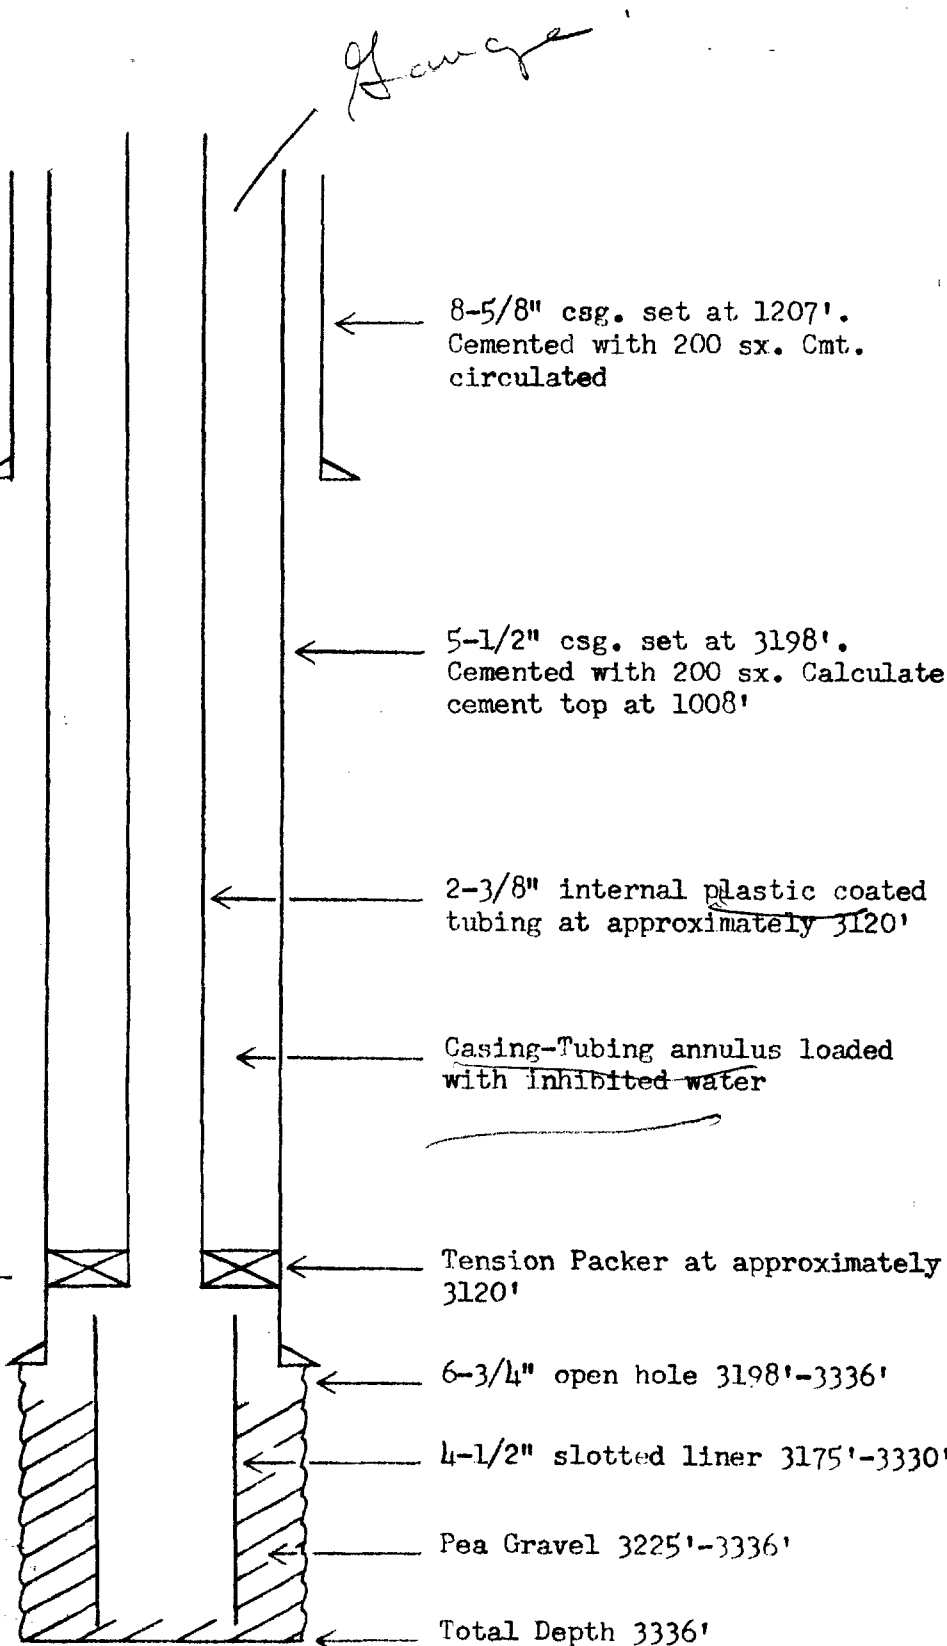 Gauge
8-5/8" csg. set at 1207'.
Cemented with 200 sx. Cmt.
circulated
5-1/2" csg. set at 3198'.
Cemented with 200 sx. Calculate
cement top at 1008'
2-3/8" internal plastic coated
tubing at approximately 3120'
Casing-Tubing annulus loaded
with inhibited water
Tension Packer at approximately
3120'
6-3/4" open hole 3198'-3336'
4-1/2" slotted liner 3175'-3330'
Pea Gravel 3225'-3336'
Total Depth 3336'